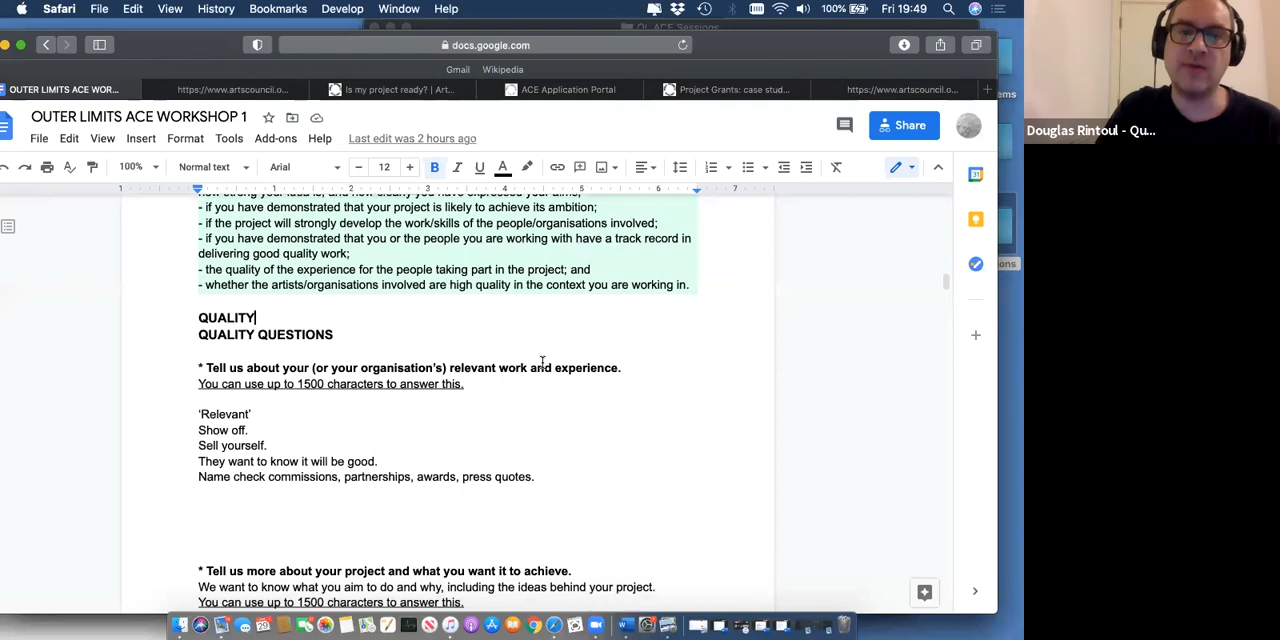 Safari File Edit View History Bookmarks Develop Window Help 100% Fri 19:49
OL ACE Sessions
docs.google.com
Gmail Wikipedia
OUTER LIMITS ACE WOR... https://www.artscouncil.o... Is my project ready? | Art... ACE Application Portal Project Grants: case stud... https://www.artscouncil.o...
OUTER LIMITS ACE WORKSHOP 1
File Edit View Insert Format Tools Add-ons Help Last edit was 2 hours ago
Share
100% Normal text Arial 12
1 1 2 3 4 5 6 7
- if you have demonstrated that your project is likely to achieve its ambition;
- if the project will strongly develop the work/skills of the people/organisations involved;
- if you have demonstrated that you or the people you are working with have a track record in
delivering good quality work;
- the quality of the experience for the people taking part in the project; and
- whether the artists/organisations involved are high quality in the context you are working in.
QUALITY
QUALITY QUESTIONS
* Tell us about your (or your organisation's) relevant work and experience.
You can use up to 1500 characters to answer this.
'Relevant'
Show off.
Sell yourself.
They want to know it will be good.
Name check commissions, partnerships, awards, press quotes.
* Tell us more about your project and what you want it to achieve.
We want to know what you aim to do and why, including the ideas behind your project.
You can use up to 1500 characters to answer this.
Douglas Rintoul - Qu...